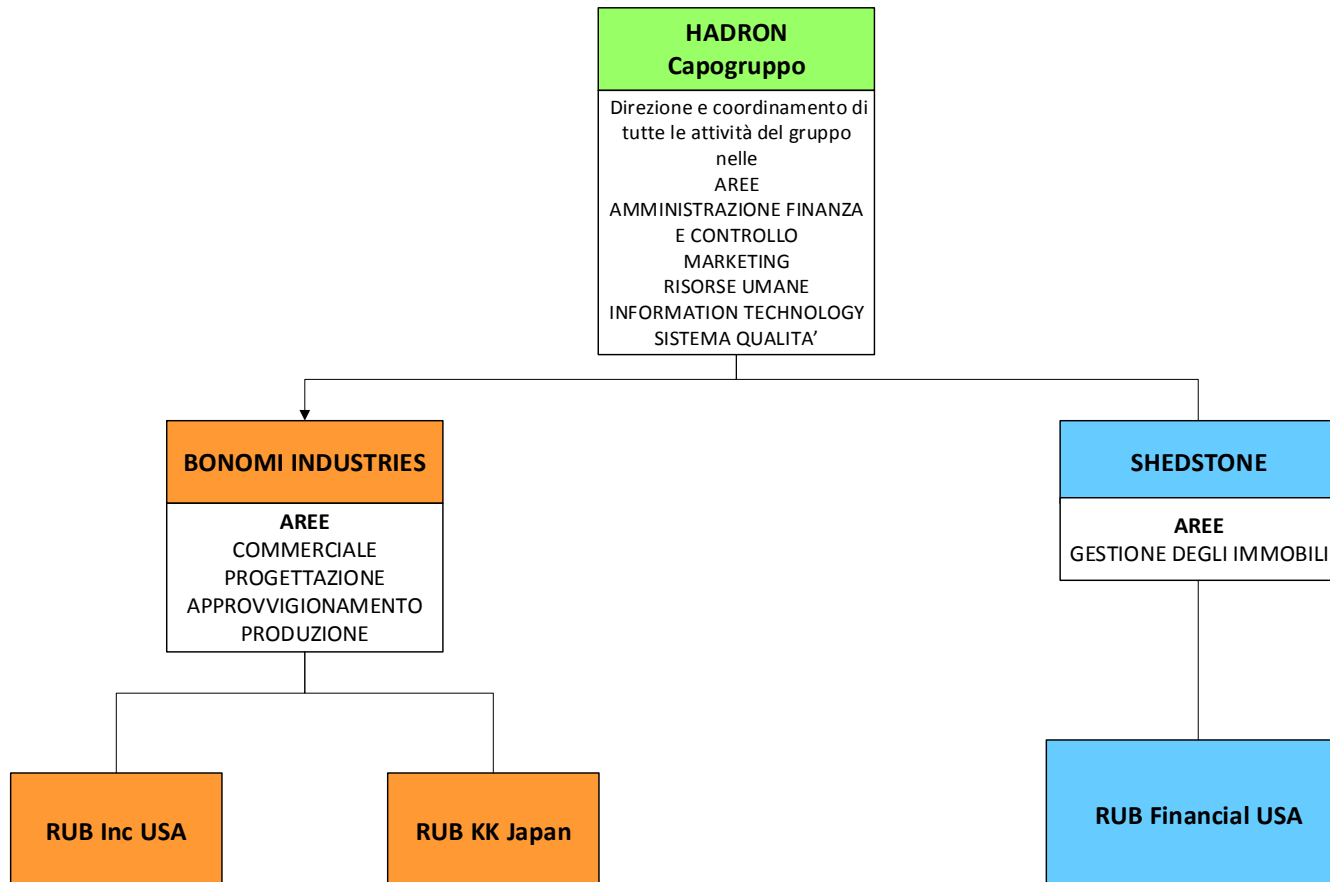 HADRON
Capogruppo
Direzione e coordinamento di
tutte le attività del gruppo
nelle
AREE
AMMINISTRAZIONE FINANZA
E CONTROLLO
MARKETING
RISORSE UMANE
INFORMATION TECHNOLOGY
SISTEMA QUALITA’
BONOMI INDUSTRIES
AREE
COMMERCIALE
PROGETTAZIONE
APPROVVIGIONAMENTO
PRODUZIONE
SHEDSTONE
AREE
GESTIONE DEGLI IMMOBILI
RUB Inc USA
RUB KK Japan
RUB Financial USA